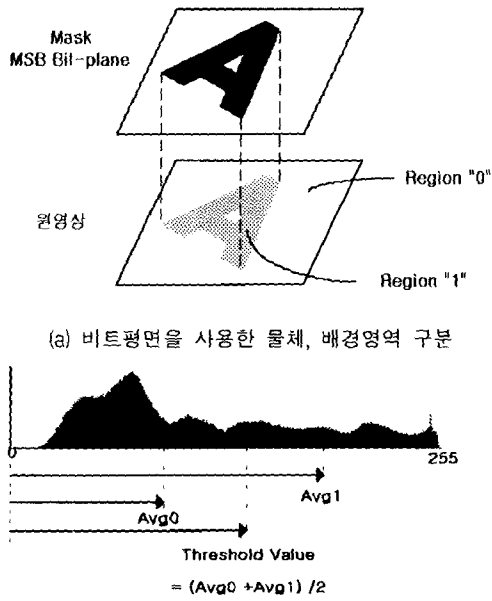 Mask
MSB Bit-plane
Region "0"
원영상
Region "1"
(a) 비트평면을 사용한 물체, 배경영역 구분
0
255
Avg1
Avg0
Threshold Value
= (Avg0 +Avg1) /2